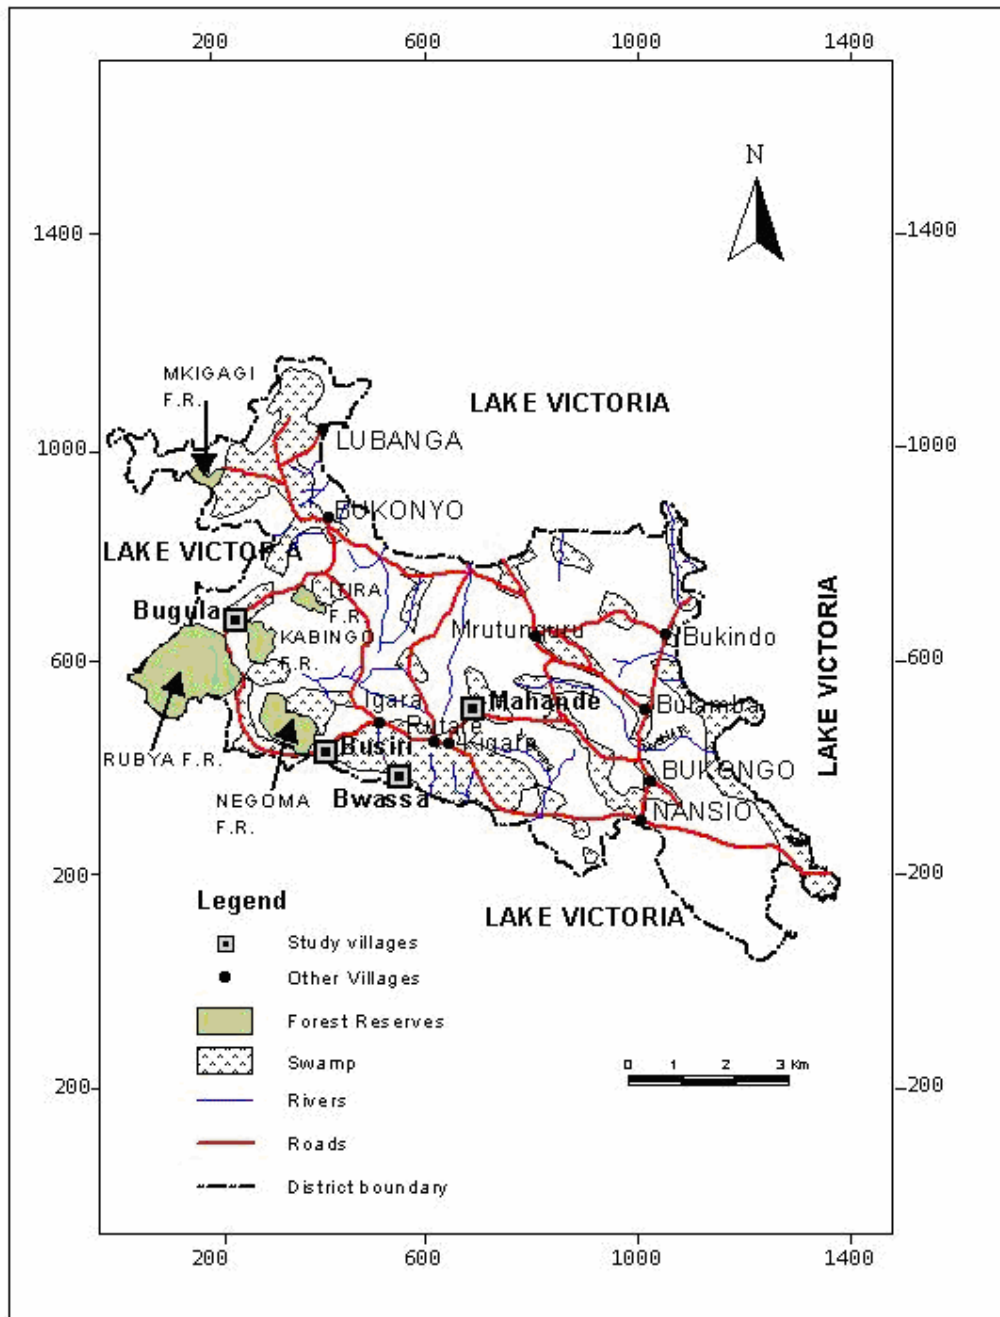 200 600 1000 1400
N
1400 1400
MKIGAGI
F.R.
LAKE VICTORIA
LUBANGA
1000 1000
BUKONYO
LAKE VICTORIA
ITIRA
F.R.
Bugula
KABINGO
F.R.
Mrutunguru
Bukindo
LAKE VICTORIA
600 600
Igara
Mahande
Bulamba
Rutare
Busiri
Kigara
RUBYA F.R.
BUKONGO
NEGOMA
F.R.
Bwassa
NANSIO
200 200
LAKE VICTORIA
Legend
Study villages
Other Villages
Forest Reserves
Swamp
Rivers
Roads
District boundary
0 1 2 3 Km
200 200
200 600 1000 1400